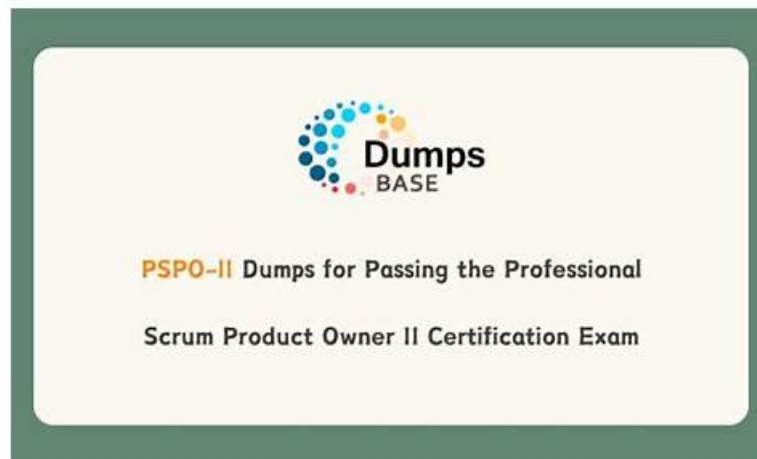 Dumps
BASE
PSPO-II Dumps for Passing the Professional
Scrum Product Owner II Certification Exam